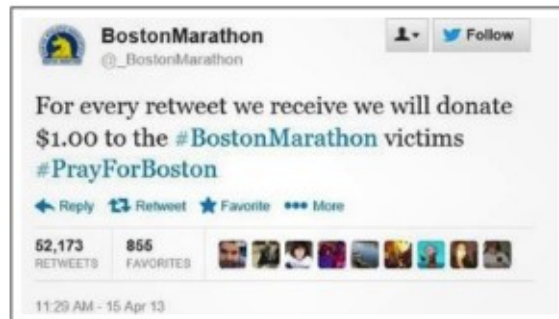 BostonMarathon
@_BostonMarathon
Follow
For every retweet we receive we will donate
$1.00 to the #BostonMarathon victims
#PrayForBoston
Reply Retweet Favorite More
52,173 855
RETWEETS FAVORITES
11:29 AM - 15 Apr 13